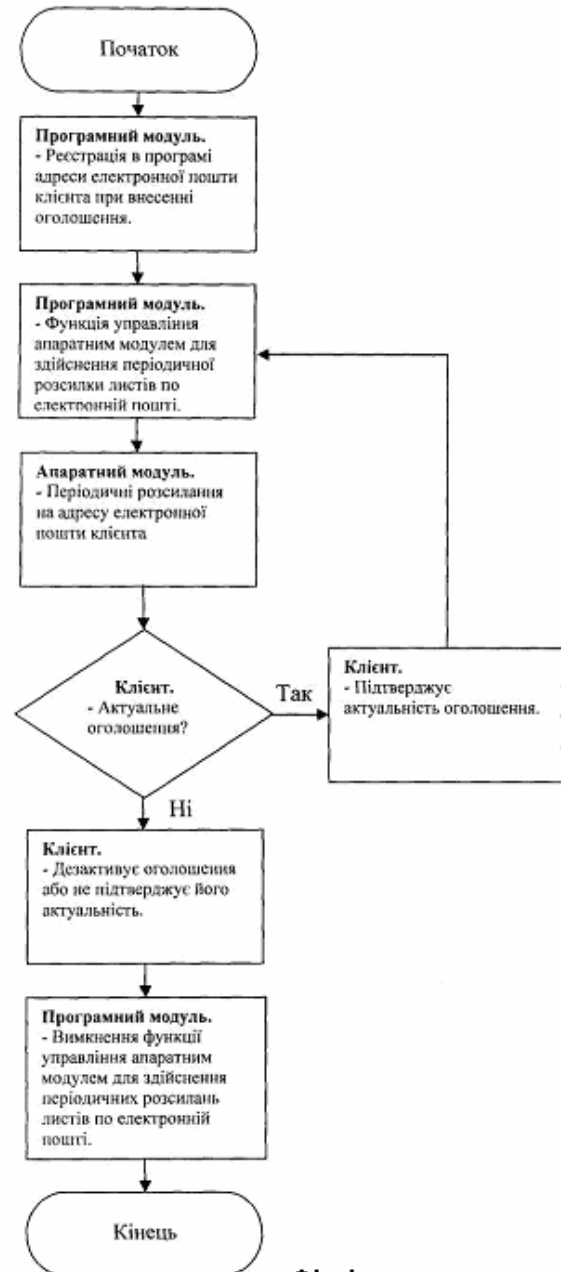 Початок
Програмний модуль.
- Реєстрація в програмі
адреси електронної пошти
клієнта при внесенні
оголошення.
Програмний модуль.
- Функція управління
апаратним модулем для
здійснення періодичної
розсилки листів по
електронній пошті.
Апаратний модуль.
- Періодичні розсилання
на адресу електронної
пошти клієнта
Клієнт.
- Актуальне
оголошення?
Так
Клієнт.
- Підтверджує
актуальність оголошення.
Ні
Клієнт.
- Дезактивує оголошення
або не підтверджує його
актуальність.
Програмний модуль.
- Вимкнення функції
управління апаратним
модулем для здійснення
періодичних розсилань
листів по електронній
пошті.
Кінець